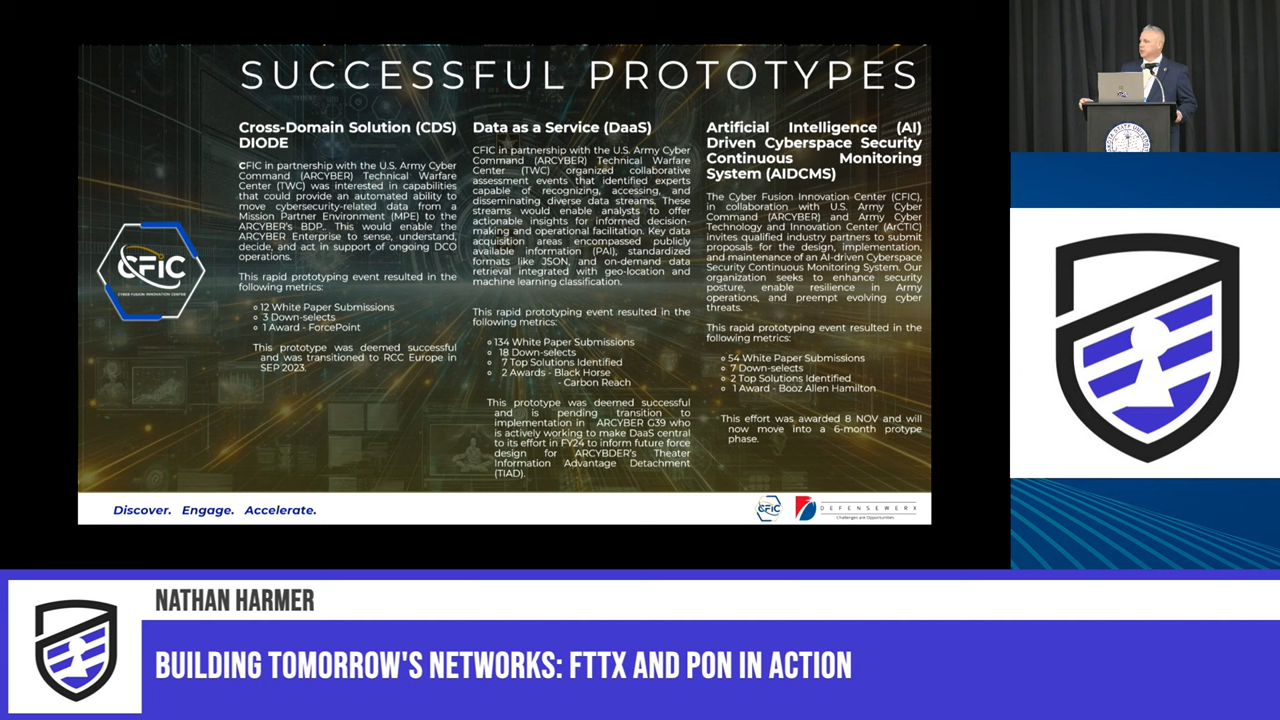 SUCCESSFUL PROTOTYPES
Cross-Domain Solution (CDS)
DIODE
CFIC in partnership with the U.S. Army Cyber
Command (ARCYBER) Technical Warfare
Center (TWC) was interested in capabilities
that could provide an automated ability to
move cybersecurity-related data from a
Mission Partner Environment (MPE) to the
ARCYBER's BDP.. This would enable the
ARCYBER Enterprise to sense, understand,
decide, and act in support of ongoing DCO
operations.
This rapid prototyping event resulted in the
following metrics:
12 White Paper Submissions
3 Down-selects
1 Award - ForcePoint
This prototype was deemed successful
and was transitioned to RCC Europe in
SEP 2023.
Data as a Service (DaaS)
CFIC in partnership with the U.S. Army Cyber
Command (ARCYBER) Technical Warfare
Center (TWC) organized collaborative
assessment events that identified experts
capable of recognizing, accessing, and
disseminating diverse data streams. These
streams would enable analysts to offer
actionable insights for informed decision-
making and operational facilitation. Key data
acquisition areas encompassed publicly
available information (PAI), standardized
formats like JSON, and on-demand data
retrieval integrated with geo-location and
machine learning classification.
This rapid prototyping event resulted in the
following metrics:
134 White Paper Submissions
18 Down-selects
7 Top Solutions Identified
2 Awards - Black Horse
- Carbon Reach
This prototype was deemed successful
and is pending transition to
implementation in ARCYBER G39 who
is actively working to make DaaS central
to its effort in FY24 to inform future force
design for ARCYBDER's Theater
Information Advantage Detachment
(TIAD).
Artificial Intelligence (AI)
Driven Cyberspace Security
Continuous Monitoring
System (AIDCMS)
The Cyber Fusion Innovation Center (CFIC),
in collaboration with U.S. Army Cyber
Command (ARCYBER) and Army Cyber
Technology and Innovation Center (ArCTIC)
invites qualified industry partners to submit
proposals for the design, implementation,
and maintenance of an AI-driven Cyberspace
Security Continuous Monitoring System. Our
organization seeks to enhance security
posture, enable resilience in Army
operations, and preempt evolving cyber
threats.
This rapid prototyping event resulted in the
following metrics:
54 White Paper Submissions
7 Down-selects
2 Top Solutions Identified
1 Award - Booz Allen Hamilton
This effort was awarded 8 NOV and will
now move into a 6-month protype
phase.
CFIC
CYBER FUSION INNOVATION CENTER
Discover. Engage. Accelerate.
CFIC
DEFENSEWERX
Challenges are Opportunities
NATHAN HARMER
BUILDING TOMORROW'S NETWORKS: FTTX AND PON IN ACTION